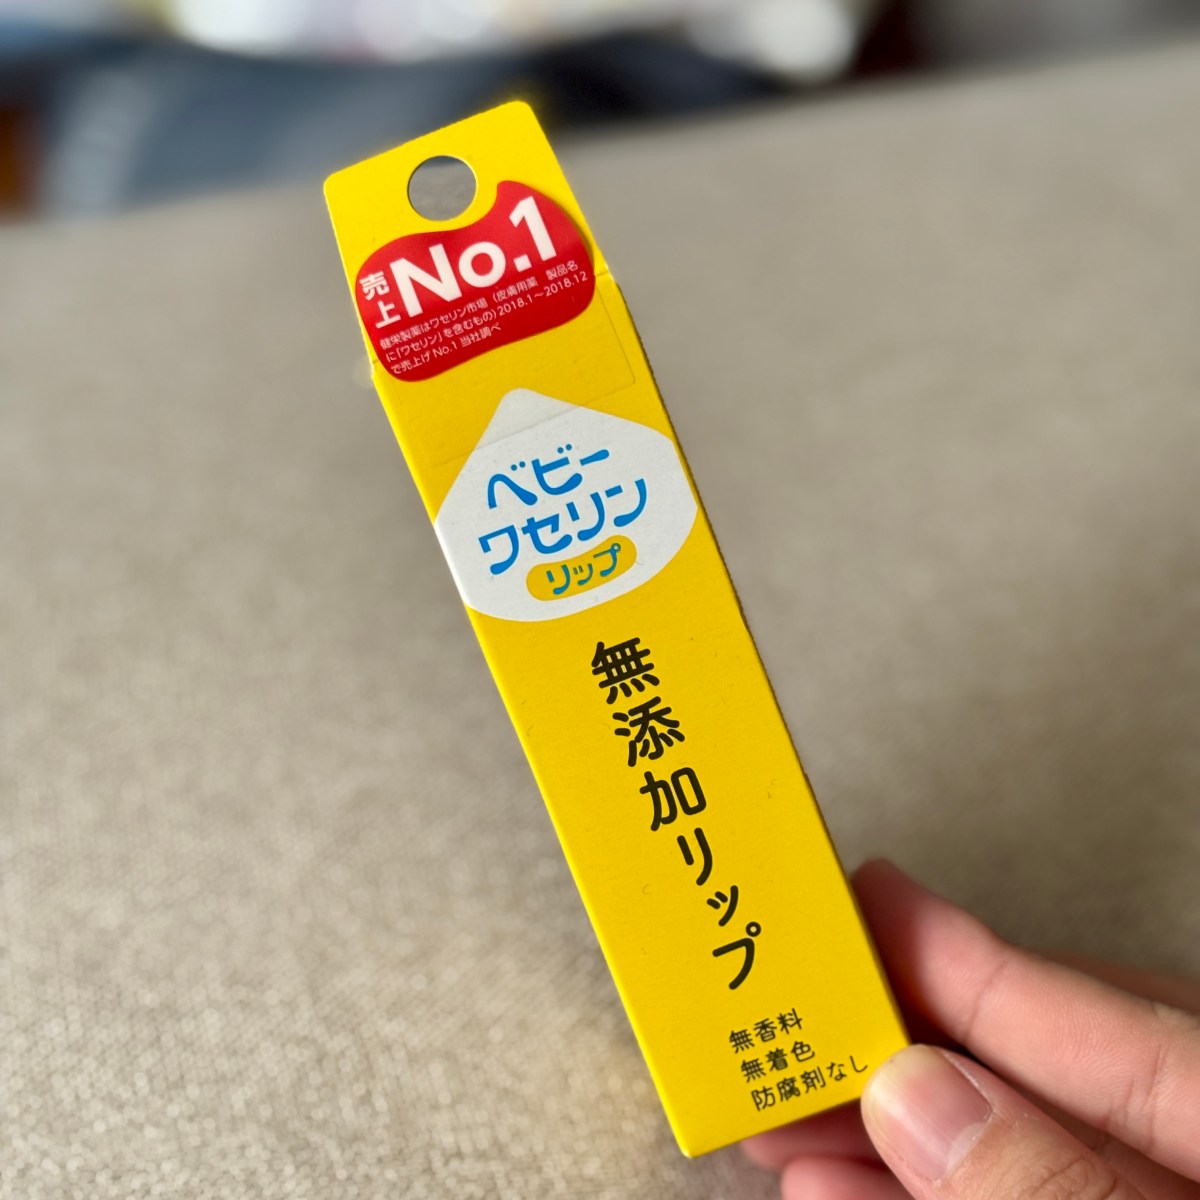 売上No.1
健栄製薬はワセリン市場（皮膚用薬 製品名
に「ワセリン」を含むもの）2018.1～2018.12
で売上げNo.1 当社調べ
ベビー
ワセリン
リップ
無添加リップ
無香料
無着色
防腐剤なし